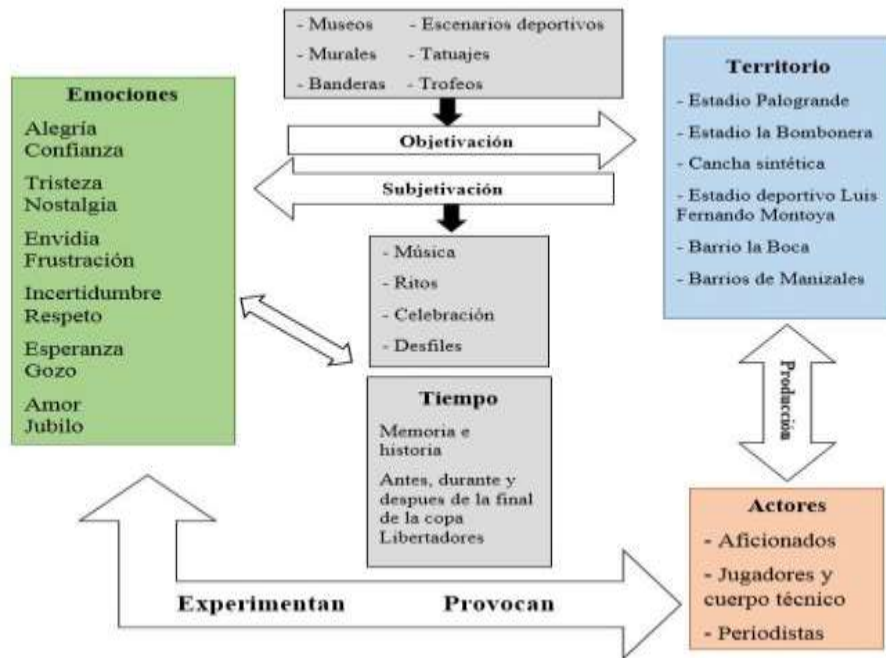 - Museos - Escenarios deportivos
- Murales - Tatuajes
- Banderas - Trofeos
Emociones
Alegría
Confianza
Tristeza
Nostalgia
Envidia
Frustración
Incertidumbre
Respeto
Esperanza
Gozo
Amor
Jubilo
Objetivación
Subjetivación
- Música
- Ritos
- Celebración
- Desfiles
Tiempo
Memoria e
historia
Antes, durante y
despues de la final
de la copa
Libertadores
Territorio
- Estadio Palogrande
- Estadio la Bombonera
- Cancha sintética
- Estadio deportivo Luis
Fernando Montoya
- Barrio la Boca
- Barrios de Manizales
Producción
Actores
- Aficionados
- Jugadores y
cuerpo técnico
- Periodistas
Experimentan Provocan